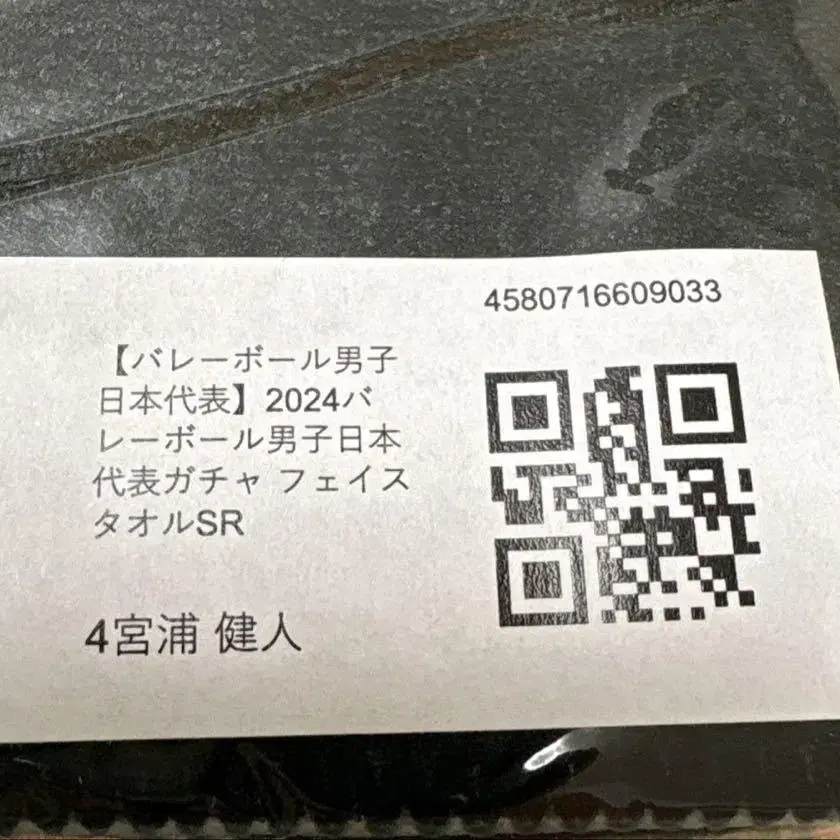 4580716609033
【バレーボール男子
日本代表】2024バ
レーボール男子日本
代表ガチャ フェイス
タオルSR
4宮浦 健人